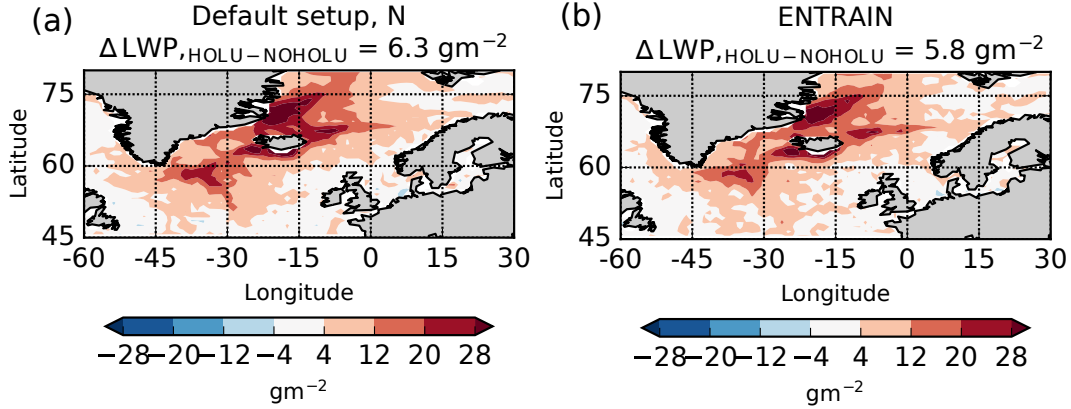 (a) Default setup, N
Δ LWP,HOLU−NOHOLU = 6.3 gm−2
Latitude
75
60
45
−60 -45 -30 -15 0 15 30
Longitude
−28 −20 −12 −4 4 12 20 28
gm−2
(b) ENTRAIN
Δ LWP,HOLU−NOHOLU = 5.8 gm−2
Latitude
75
60
45
-60 -45 -30 -15 0 15 30
Longitude
−28 −20 −12 −4 4 12 20 28
gm−2